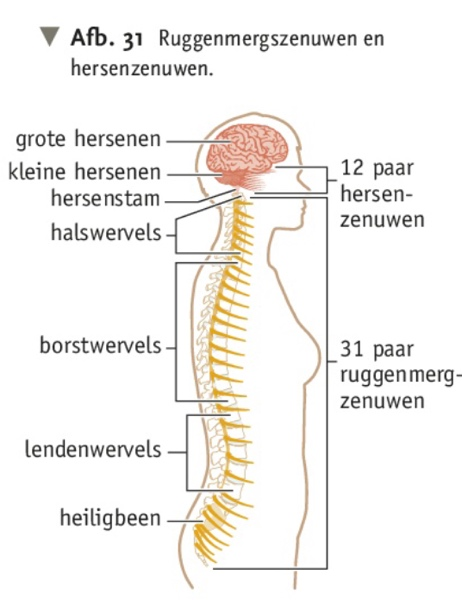 ▼ Afb. 31 Ruggenmergszenuwen en
hersenzenuwen.
grote hersenen
kleine hersenen
hersenstam
halswervels
borstwervels
lendenwervels
heiligbeen
12 paar
hersen-
zenuwen
31 paar
ruggenmerg-
zenuwen